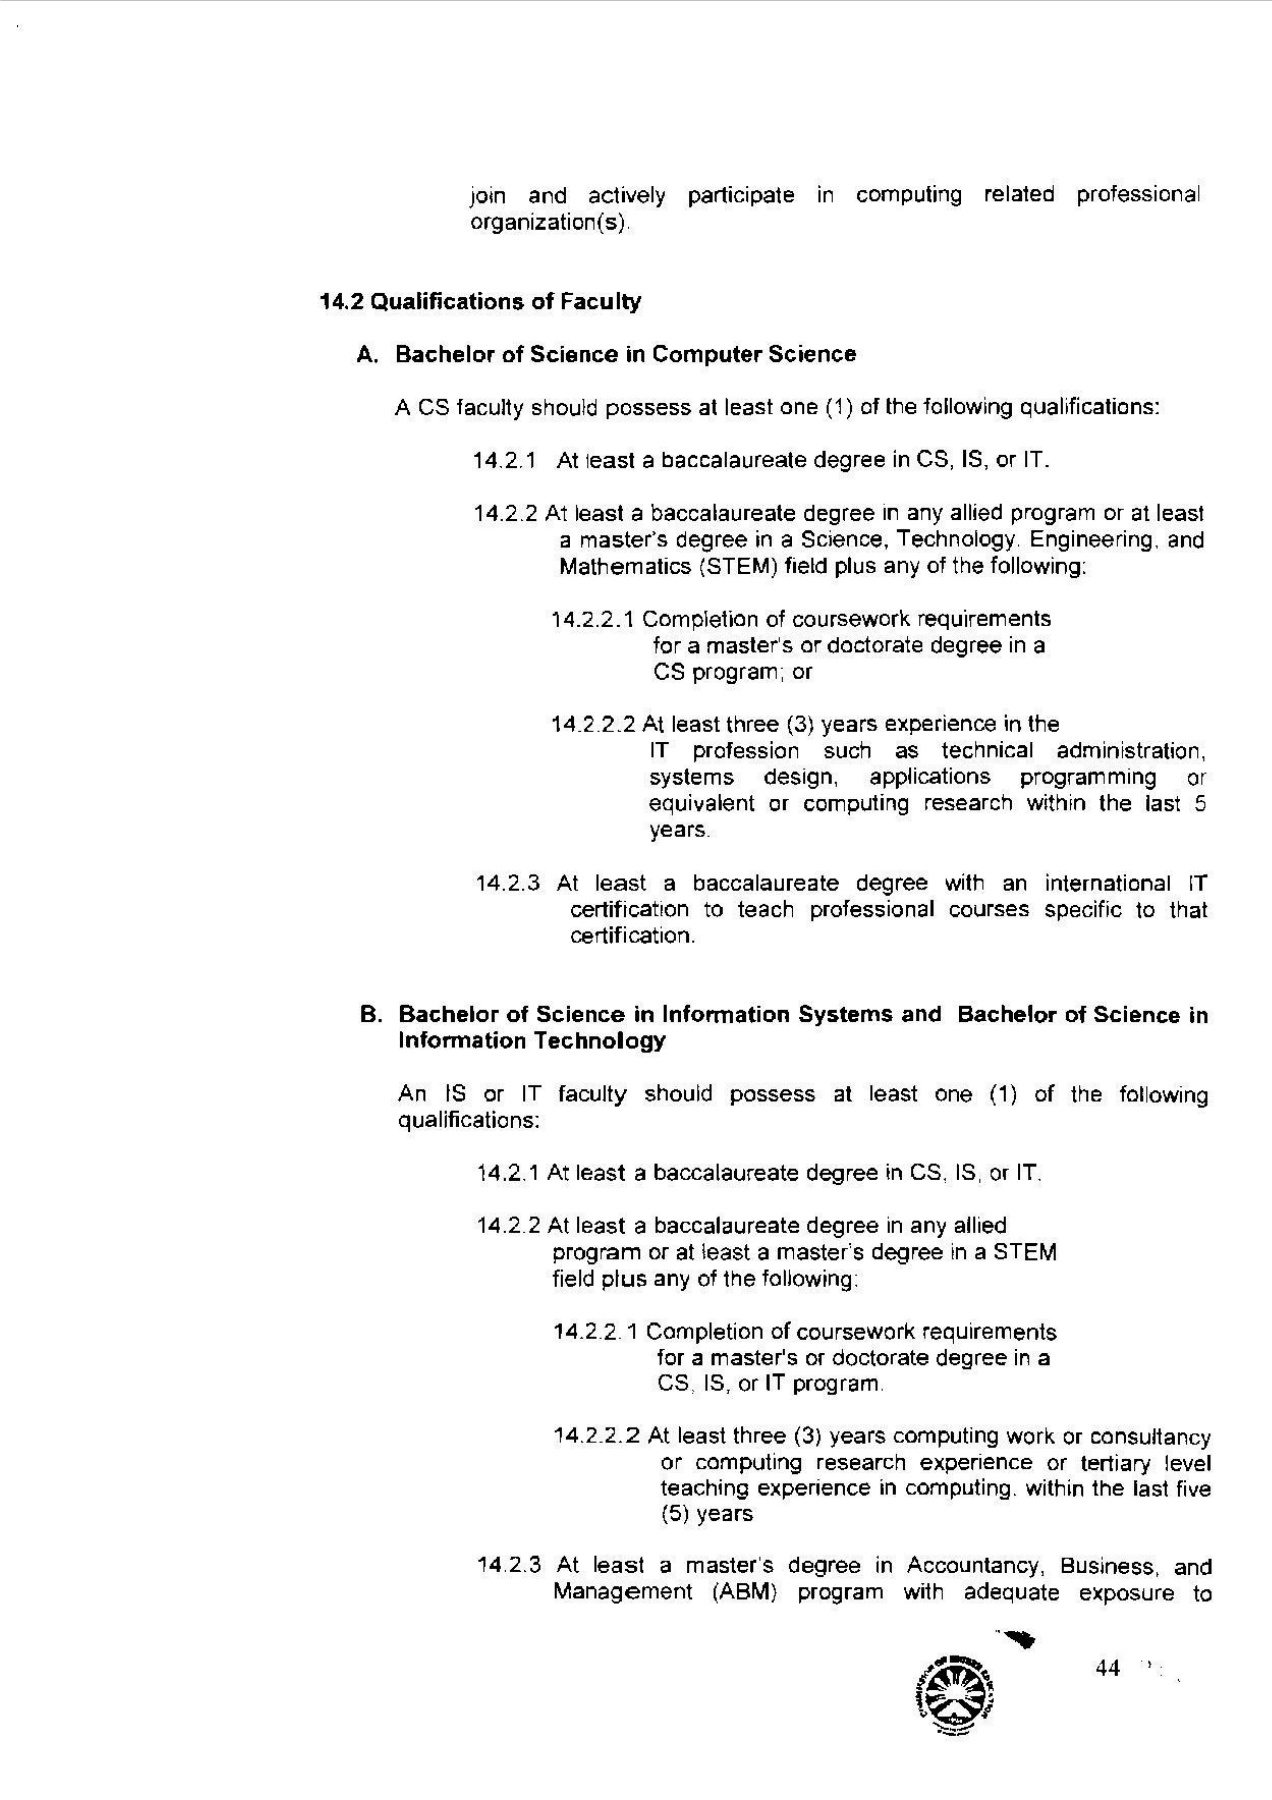 join and actively participate in computing related professional
organization(s).
14.2 Qualifications of Faculty
A. Bachelor of Science in Computer Science
A CS faculty should possess at least one (1) of the following qualifications:
14.2.1 At least a baccalaureate degree in CS, IS, or IT.
14.2.2 At least a baccalaureate degree in any allied program or at least
a master's degree in a Science, Technology, Engineering, and
Mathematics (STEM) field plus any of the following:
14.2.2.1 Completion of coursework requirements
for a master's or doctorate degree in a
CS program; or
14.2.2.2 At least three (3) years experience in the
IT profession such as technical administration,
systems design, applications programming or
equivalent or computing research within the last 5
years.
14.2.3 At least a baccalaureate degree with an international IT
certification to teach professional courses specific to that
certification.
B. Bachelor of Science in Information Systems and Bachelor of Science in
Information Technology
An IS or IT faculty should possess at least one (1) of the following
qualifications:
14.2.1 At least a baccalaureate degree in CS, IS, or IT.
14.2.2 At least a baccalaureate degree in any allied
program or at least a master's degree in a STEM
field plus any of the following:
14.2.2.1 Completion of coursework requirements
for a master's or doctorate degree in a
CS, IS, or IT program.
14.2.2.2 At least three (3) years computing work or consultancy
or computing research experience or tertiary level
teaching experience in computing, within the last five
(5) years
14.2.3 At least a master's degree in Accountancy, Business, and
Management (ABM) program with adequate exposure to
COMMISSION ON HIGHER EDUCATION
44